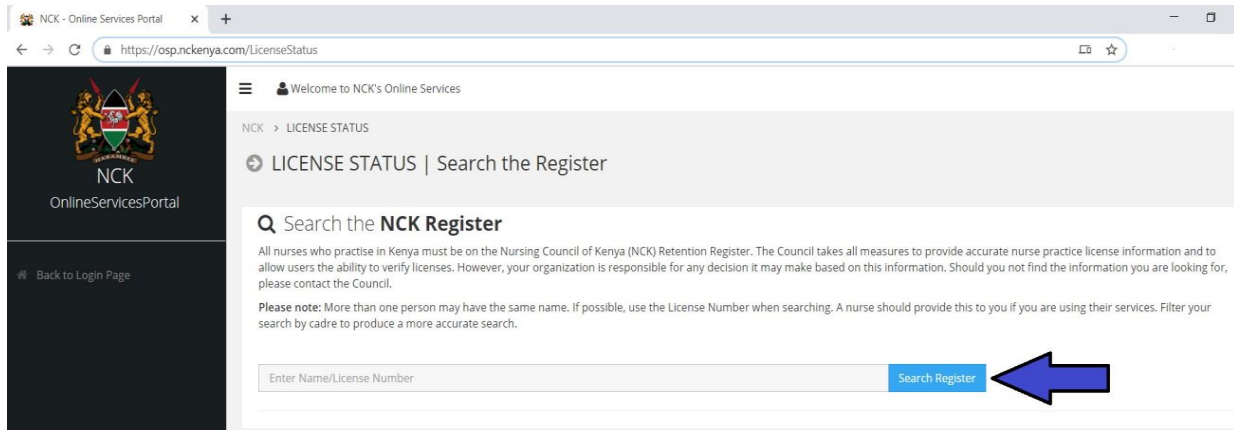 NCK - Online Services Portal
https://osp.nckenya.com/LicenseStatus
HARAMBEE
NCK
OnlineServicesPortal
Back to Login Page
Welcome to NCK's Online Services
NCK > LICENSE STATUS
LICENSE STATUS | Search the Register
Search the NCK Register
All nurses who practise in Kenya must be on the Nursing Council of Kenya (NCK) Retention Register. The Council takes all measures to provide accurate nurse practice license information and to
allow users the ability to verify licenses. However, your organization is responsible for any decision it may make based on this information. Should you not find the information you are looking for,
please contact the Council.
Please note: More than one person may have the same name. If possible, use the License Number when searching. A nurse should provide this to you if you are using their services. Filter your
search by cadre to produce a more accurate search.
Enter Name/License Number
Search Register